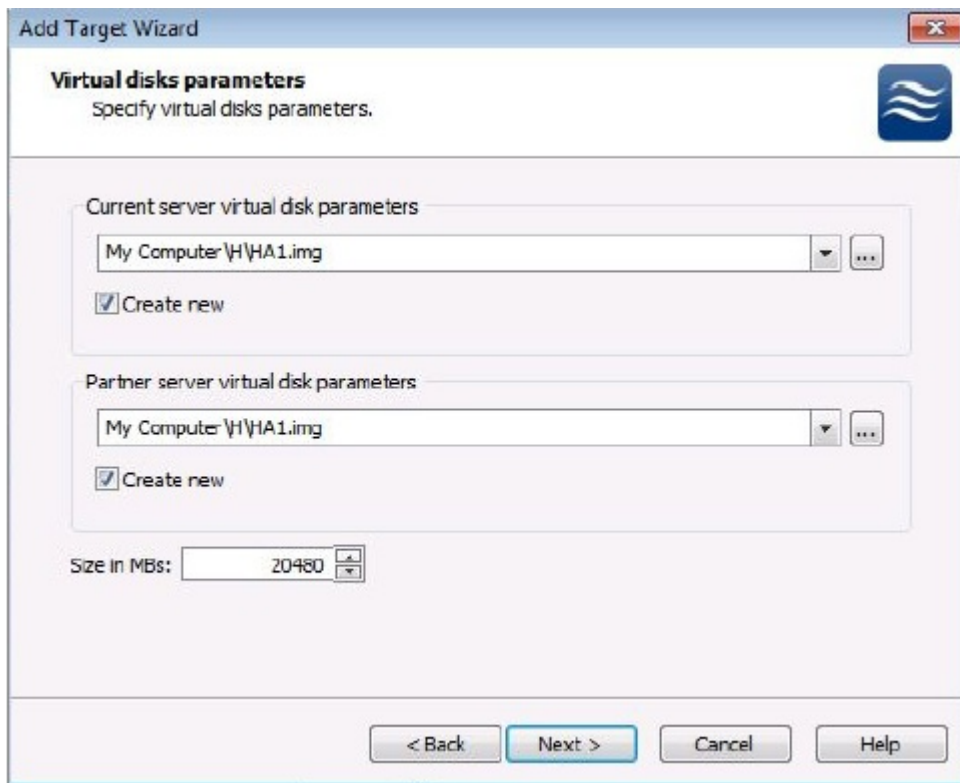 Add Target Wizard
Virtual disks parameters
Specify virtual disks parameters.
Current server virtual disk parameters
My Computer\H\HA1.img
...
Create new
Partner server virtual disk parameters
My Computer\H\HA1.img
...
Create new
Size in MBs: 20480
< Back Next > Cancel Help